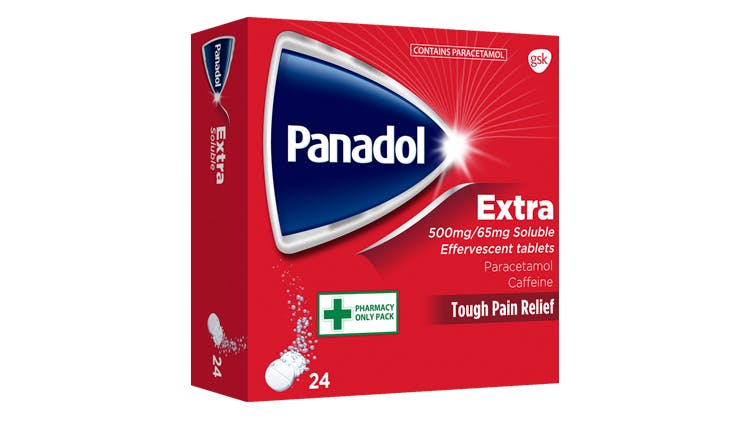 Panadol
Extra
Soluble
24
CONTAINS PARACETAMOL
gsk
Panadol
Extra
500mg/65mg Soluble
Effervescent tablets
Paracetamol
Caffeine
Tough Pain Relief
PHARMACY
ONLY PACK
24